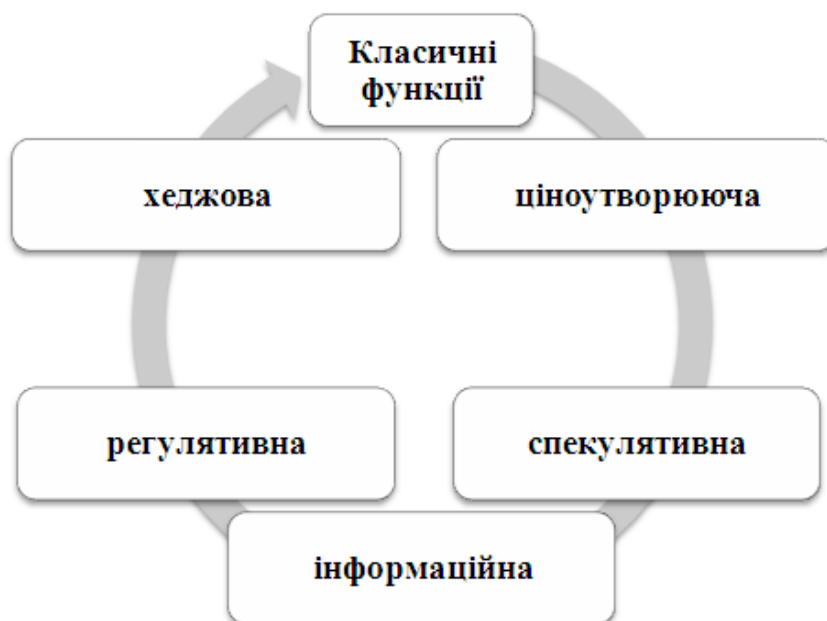 Класичні
функції
хеджова
ціноутворююча
регулятивна
спекулятивна
інформаційна